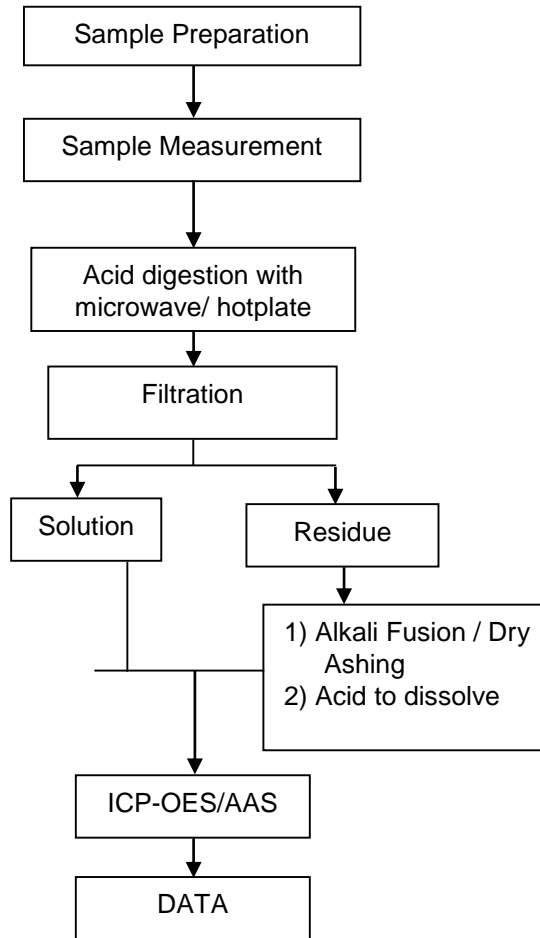 Sample Preparation
Sample Measurement
Acid digestion with
microwave/ hotplate
Filtration
Solution
Residue
1) Alkali Fusion / Dry
Ashing
2) Acid to dissolve
ICP-OES/AAS
DATA